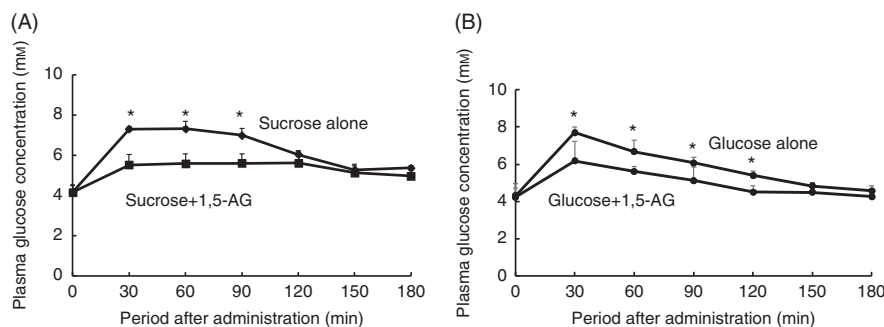 (A)
Plasma glucose concentration (mM)
10
8
6
4
2
0
* * *
Sucrose alone
Sucrose+1,5-AG
0 30 60 90 120 150 180
Period after administration (min)
(B)
Plasma glucose concentration (mM)
10
8
6
4
2
0
* * * *
Glucose alone
Glucose+1,5-AG
0 30 60 90 120 150 180
Period after administration (min)